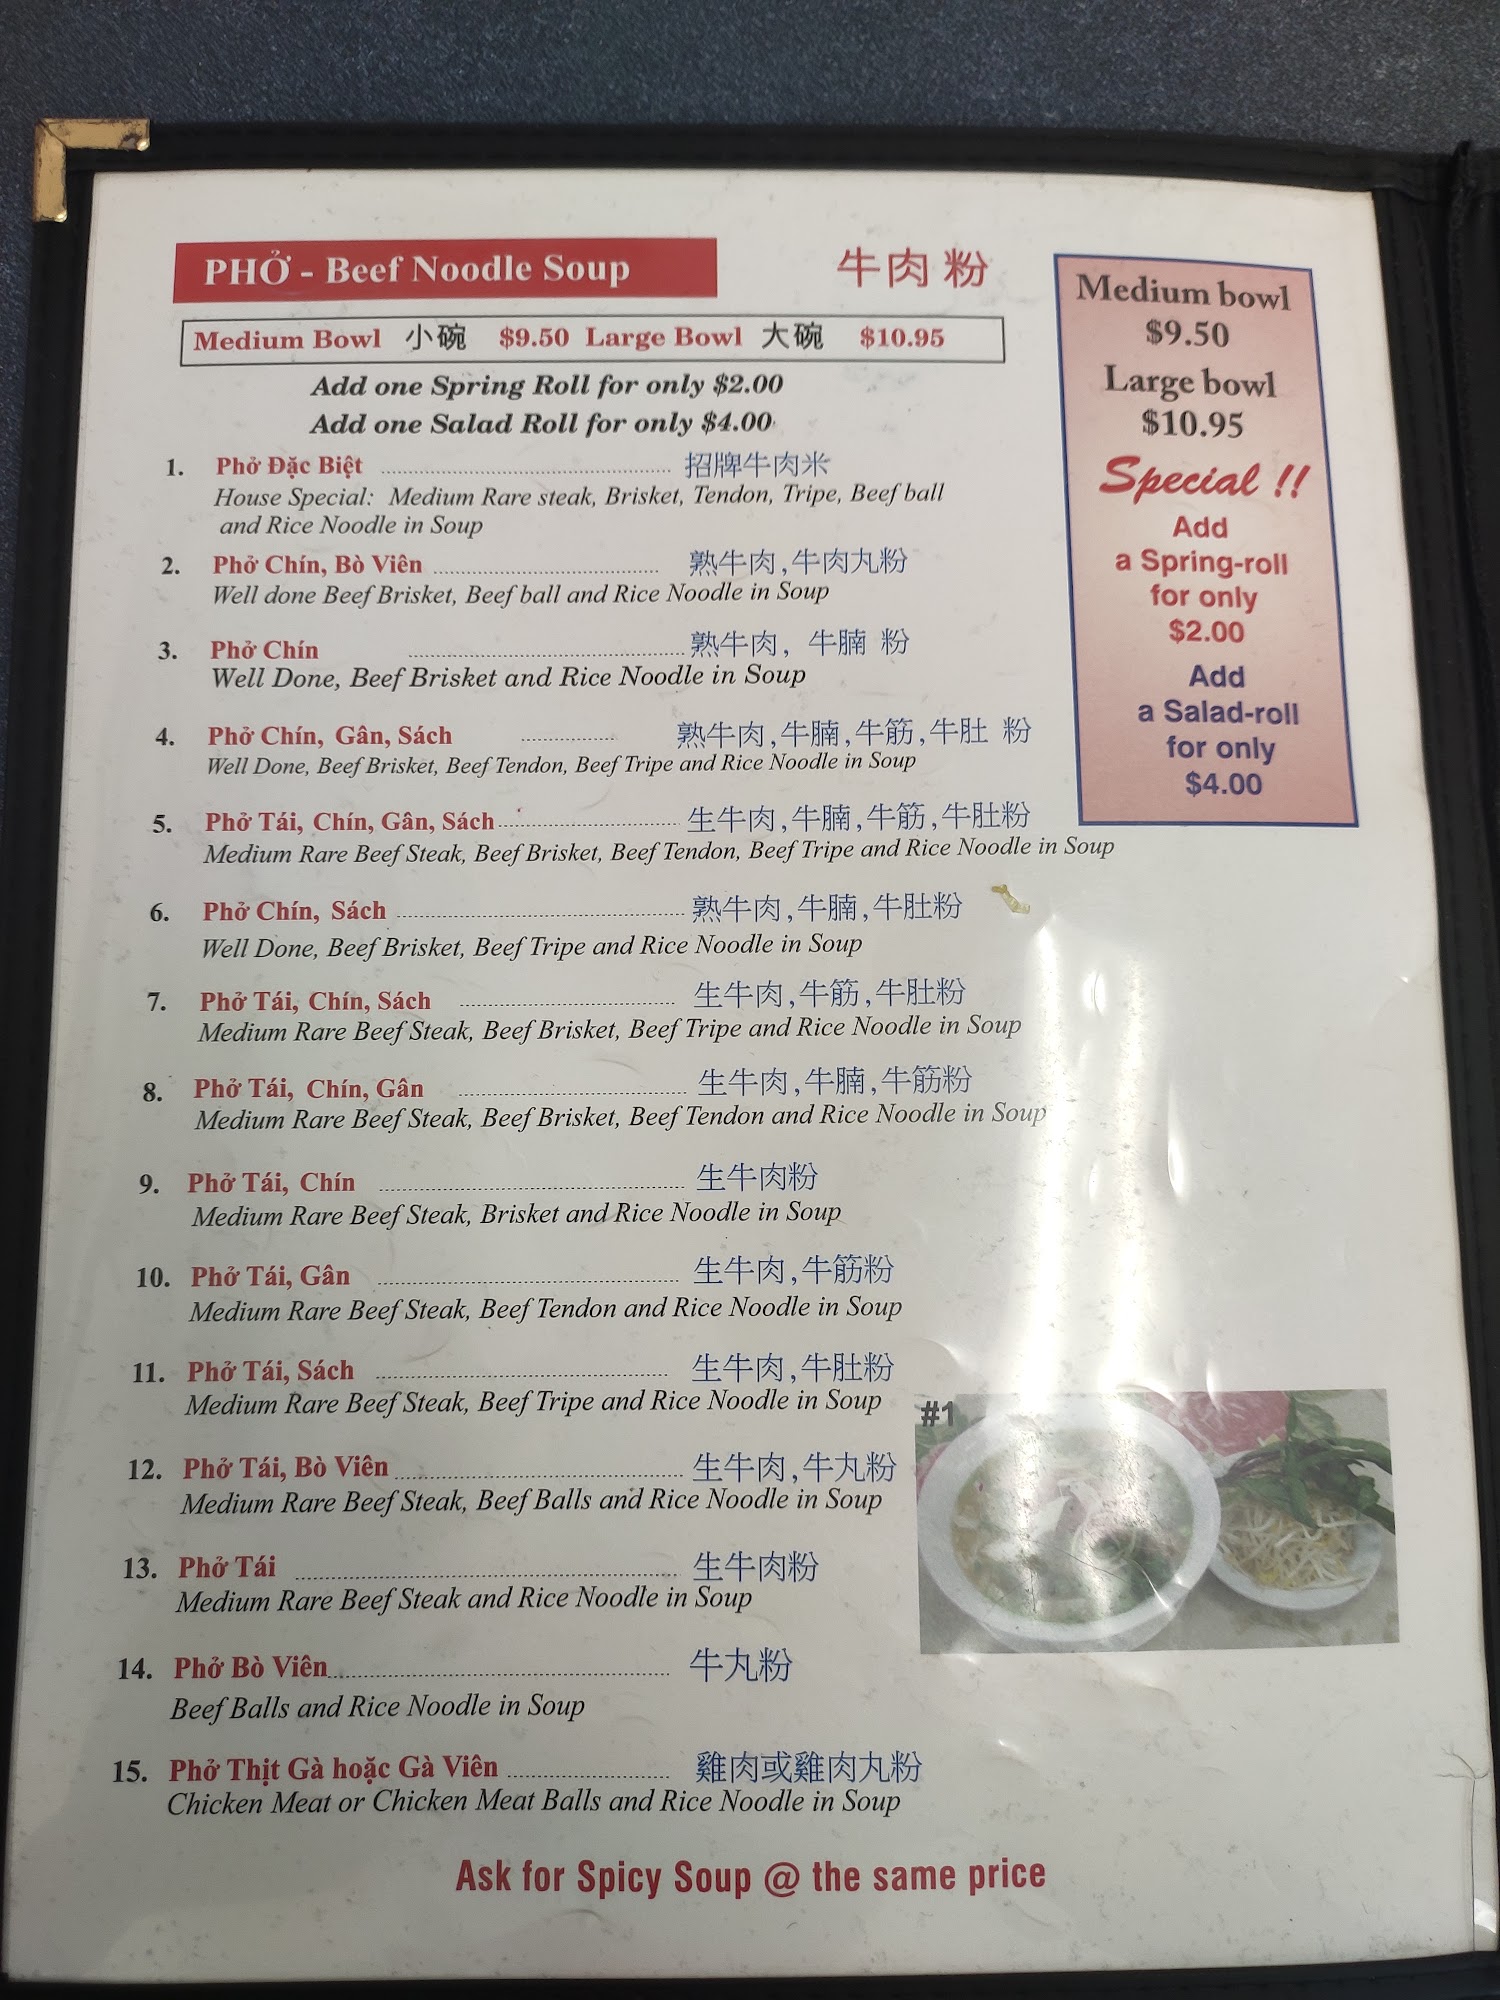 PHỞ - Beef Noodle Soup 牛肉粉
Medium Bowl 小碗 $9.50 Large Bowl 大碗 $10.95
Add one Spring Roll for only $2.00
Add one Salad Roll for only $4.00
1. Phở Đặc Biệt 招牌牛肉米
House Special: Medium Rare steak, Brisket, Tendon, Tripe, Beef ball
and Rice Noodle in Soup
2. Phở Chín, Bò Viên 熟牛肉,牛肉丸粉
Well done Beef Brisket, Beef ball and Rice Noodle in Soup
3. Phở Chín 熟牛肉, 牛腩 粉
Well Done, Beef Brisket and Rice Noodle in Soup
4. Phở Chín, Gân, Sách 熟牛肉,牛腩,牛筋,牛肚 粉
Well Done, Beef Brisket, Beef Tendon, Beef Tripe and Rice Noodle in Soup
5. Phở Tái, Chín, Gân, Sách 生牛肉,牛腩,牛筋,牛肚粉
Medium Rare Beef Steak, Beef Brisket, Beef Tendon, Beef Tripe and Rice Noodle in Soup
6. Phở Chín, Sách 熟牛肉,牛腩,牛肚粉
Well Done, Beef Brisket, Beef Tripe and Rice Noodle in Soup
7. Phở Tái, Chín, Sách 生牛肉,牛筋,牛肚粉
Medium Rare Beef Steak, Beef Brisket, Beef Tripe and Rice Noodle in Soup
8. Phở Tái, Chín, Gân 生牛肉,牛腩,牛筋粉
Medium Rare Beef Steak, Beef Brisket, Beef Tendon and Rice Noodle in Soup
9. Phở Tái, Chín 生牛肉粉
Medium Rare Beef Steak, Brisket and Rice Noodle in Soup
10. Phở Tái, Gân 生牛肉,牛筋粉
Medium Rare Beef Steak, Beef Tendon and Rice Noodle in Soup
11. Phở Tái, Sách 生牛肉,牛肚粉
Medium Rare Beef Steak, Beef Tripe and Rice Noodle in Soup
12. Phở Tái, Bò Viên 生牛肉,牛丸粉
Medium Rare Beef Steak, Beef Balls and Rice Noodle in Soup
13. Phở Tái 生牛肉粉
Medium Rare Beef Steak and Rice Noodle in Soup
14. Phở Bò Viên 牛丸粉
Beef Balls and Rice Noodle in Soup
15. Phở Thịt Gà hoặc Gà Viên 雞肉或雞肉丸粉
Chicken Meat or Chicken Meat Balls and Rice Noodle in Soup
Ask for Spicy Soup @ the same price
Medium bowl
$9.50
Large bowl
$10.95
Special !!
Add
a Spring-roll
for only
$2.00
Add
a Salad-roll
for only
$4.00
#1